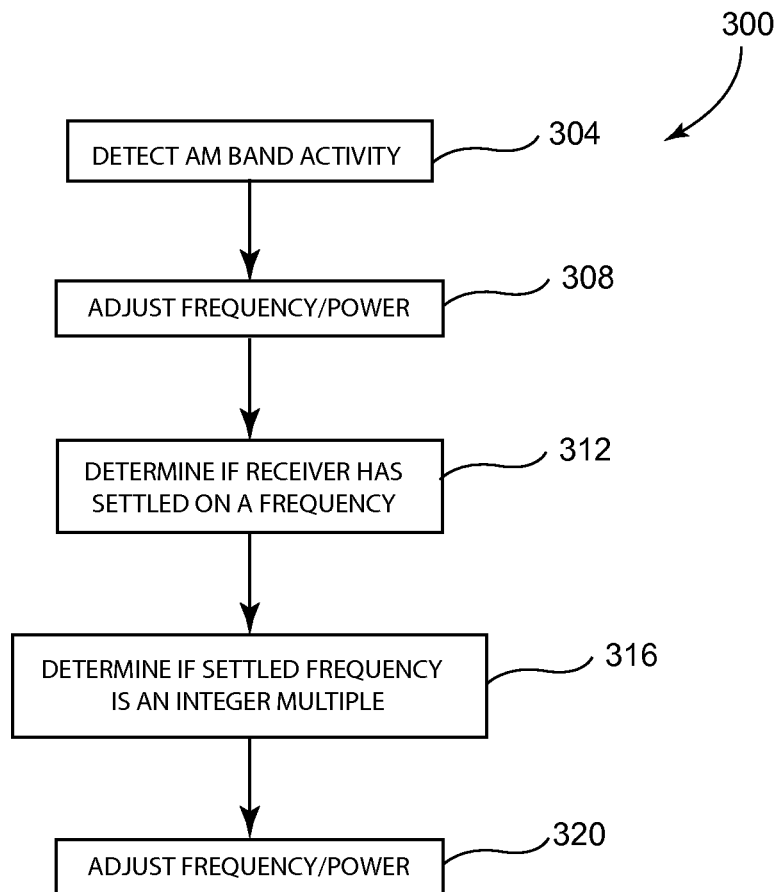 300
DETECT AM BAND ACTIVITY
304
ADJUST FREQUENCY/POWER
308
DETERMINE IF RECEIVER HAS
SETTLED ON A FREQUENCY
312
DETERMINE IF SETTLED FREQUENCY
IS AN INTEGER MULTIPLE
316
ADJUST FREQUENCY/POWER
320